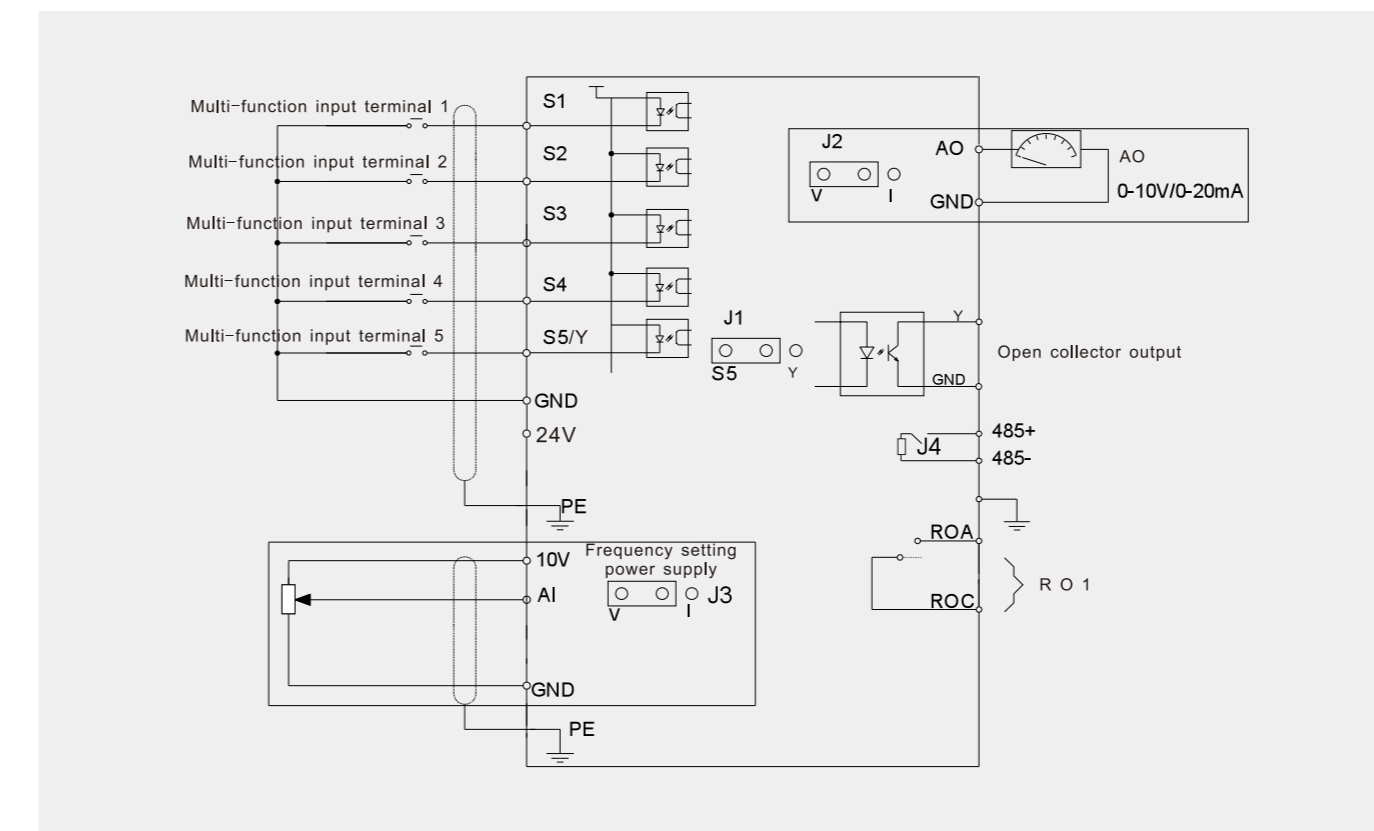 Multi-function input terminal 1
S1
Multi-function input terminal 2
S2
Multi-function input terminal 3
S3
Multi-function input terminal 4
S4
Multi-function input terminal 5
S5/Y
GND
24V
PE
J2
V
I
AO
GND
AO
0-10V/0-20mA
J1
S5
Y
Y
GND
Open collector output
J4
485+
485-
ROA
ROC
R O 1
10V
Frequency setting
power supply
AI
V
I
J3
GND
PE